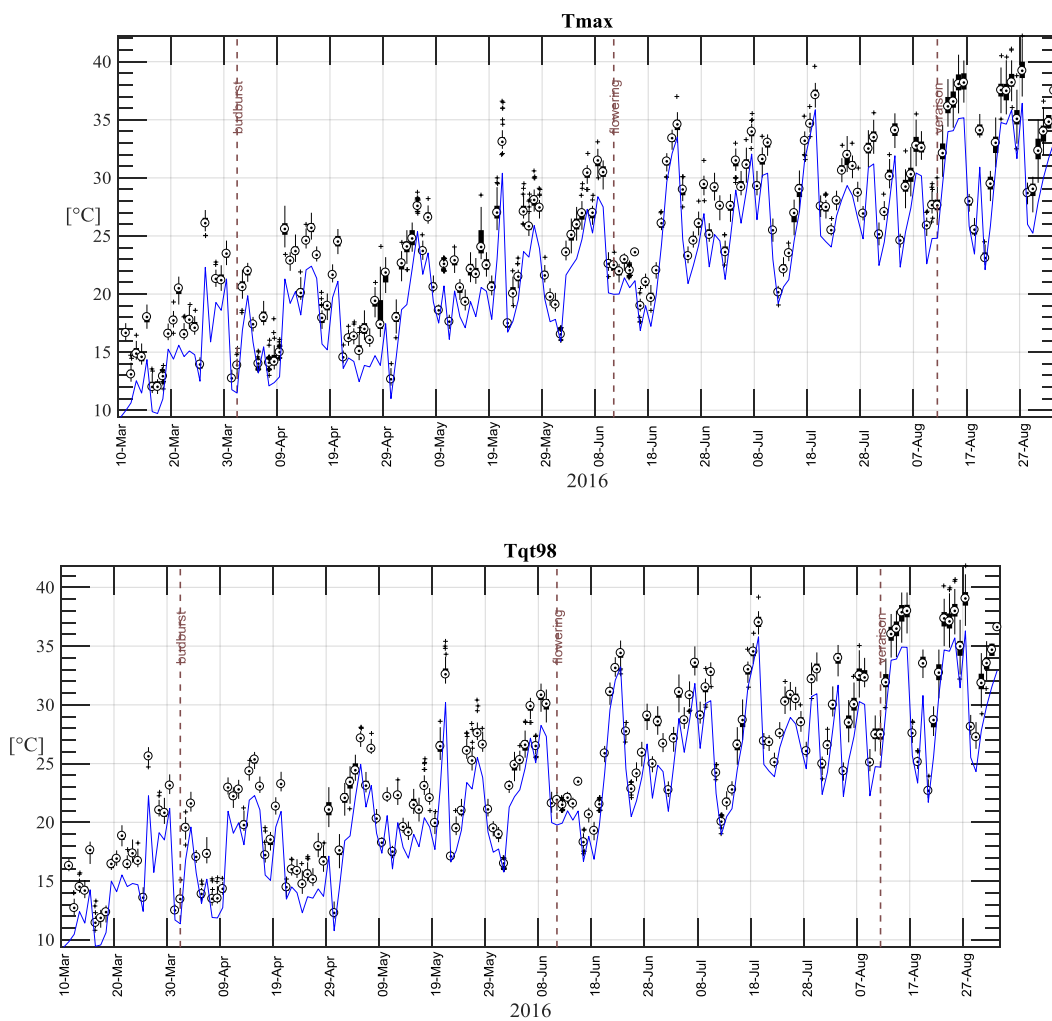 Tmax
40
35
30
25
20
15
10
[°C]
budburst
flowering
veraison
10-Mar
20-Mar
30-Mar
09-Apr
19-Apr
29-Apr
09-May
19-May
29-May
08-Jun
18-Jun
28-Jun
08-Jul
18-Jul
28-Jul
07-Aug
17-Aug
27-Aug
2016
Tqt98
40
35
30
25
20
15
10
[°C]
budburst
flowering
veraison
10-Mar
20-Mar
30-Mar
09-Apr
19-Apr
29-Apr
09-May
19-May
29-May
08-Jun
18-Jun
28-Jun
08-Jul
18-Jul
28-Jul
07-Aug
17-Aug
27-Aug
2016